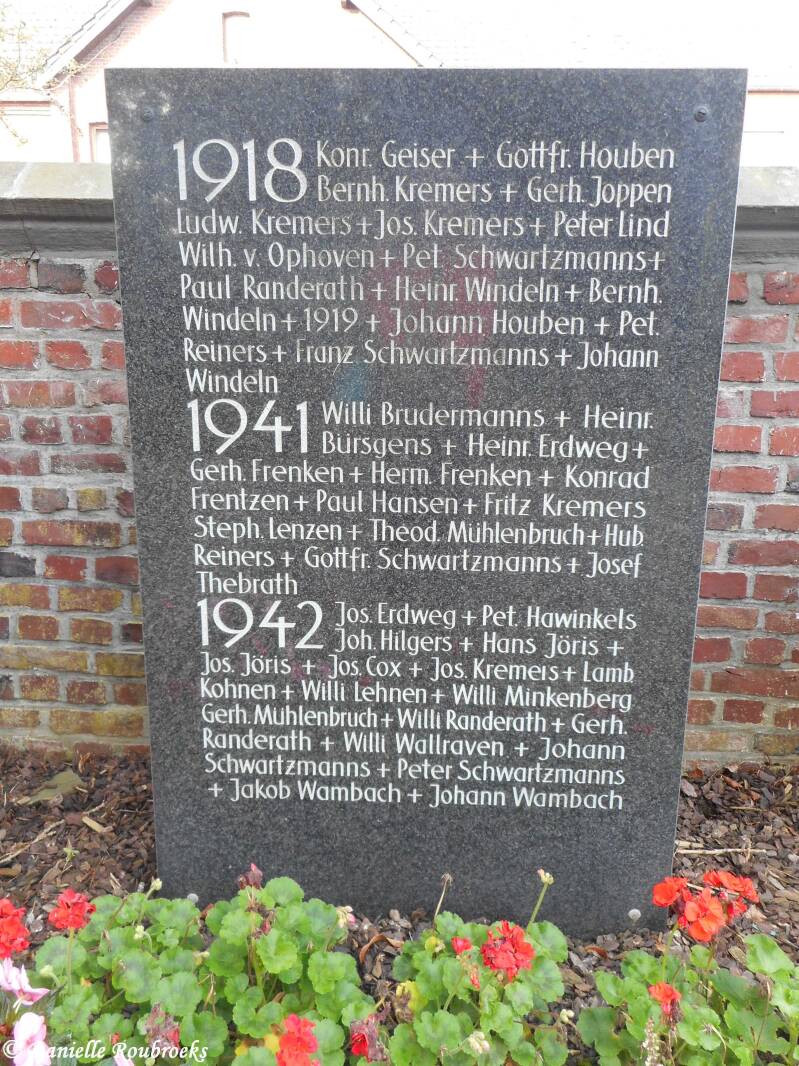 1918 Konr. Geiser + Gottfr. Houben
Bernh. Kremers + Gerh. Joppen
Ludw. Kremers + Jos. Kremers + Peter Lind
Wilh. v. Ophoven + Pet. Schwartzmanns +
Paul Randerath + Heinr. Windeln + Bernh.
Windeln + 1919 + Johann Houben + Pet.
Reiners + Franz Schwartzmanns + Johann
Windeln
1941 Willi Brudermanns + Heinr.
Bürsgens + Heinr. Erdweg +
Gerh. Frenken + Herm. Frenken + Konrad
Frentzen + Paul Hansen + Fritz Kremers
Steph. Lenzen + Theod. Mühlenbruch + Hub.
Reiners + Gottfr. Schwartzmanns + Josef
Thebrath
1942 Jos. Erdweg + Pet. Hawinkels
Joh. Hilgers + Hans Jöris +
Jos. Jöris + Jos. Cox + Jos. Kremers + Lamb
Kohnen + Willi Lehnen + Willi Minkenberg
Gerh. Mühlenbruch + Willi Randerath + Gerh.
Randerath + Willi Wallraven + Johann
Schwartzmanns + Peter Schwartzmanns
+ Jakob Wambach + Johann Wambach
© Danielle Roubroeks